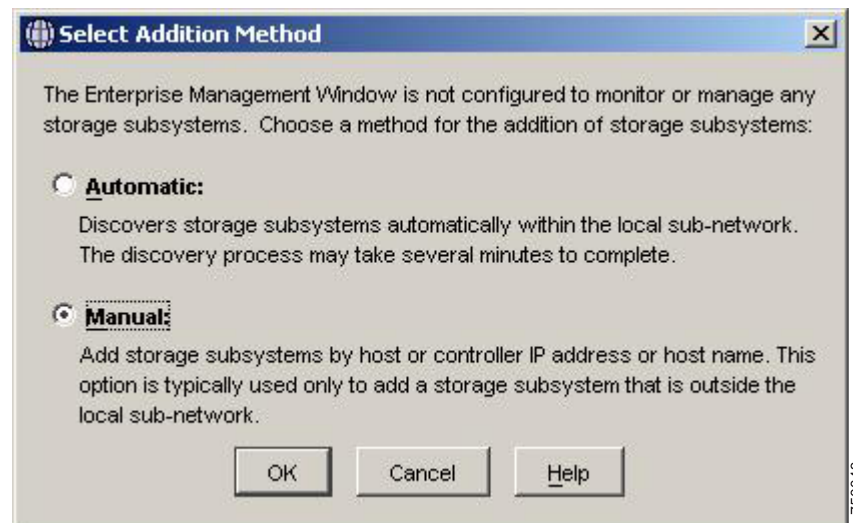 Select Addition Method
The Enterprise Management Window is not configured to monitor or manage any
storage subsystems. Choose a method for the addition of storage subsystems:
Automatic:
Discovers storage subsystems automatically within the local sub-network.
The discovery process may take several minutes to complete.
Manual:
Add storage subsystems by host or controller IP address or host name. This
option is typically used only to add a storage subsystem that is outside the
local sub-network.
OK Cancel Help